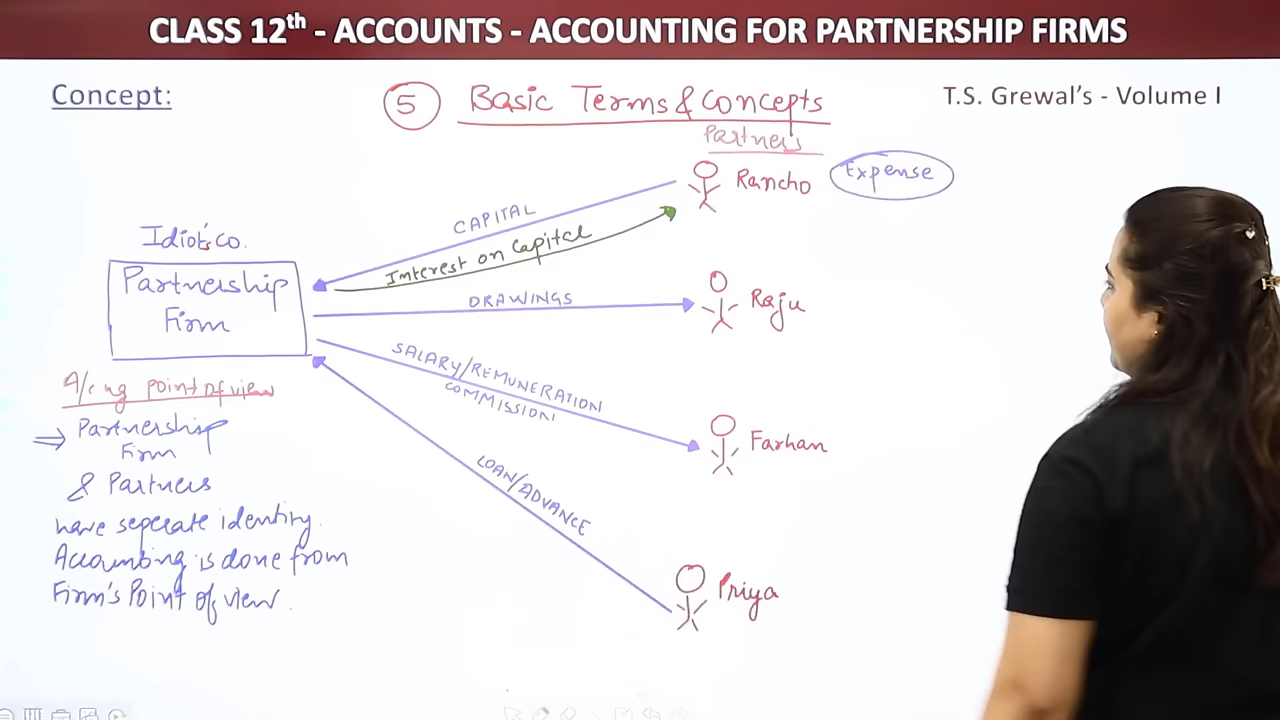 CLASS 12th - ACCOUNTS - ACCOUNTING FOR PARTNERSHIP FIRMS
Concept:
5 Basic Terms & Concepts
T.S. Grewal's - Volume I
Partners
Rancho
Expense
CAPITAL
Interest on Capital
Idiot's co.
Partnership
Firm
DRAWINGS
Raju
SALARY/REMUNERATION
COMMISSION
Farhan
LOAN/ADVANCE
Priya
A/cing point of view
⇒ Partnership
Firm
& Partners
have seperate identity.
Accounting is done from
Firm's Point of view.